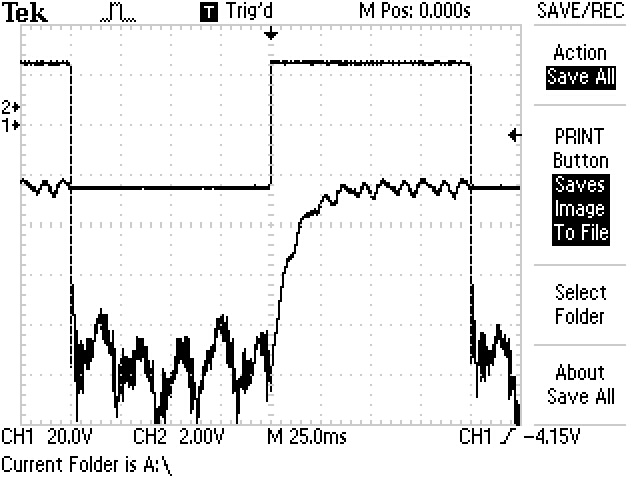 Tek T Trig'd M Pos: 0.000s SAVE/REC
Action
Save All
2
1
PRINT
Button
Saves
Image
To File
Select
Folder
About
Save All
CH1 20.0V CH2 2.00V M 25.0ms CH1 -4.15V
Current Folder is A:\